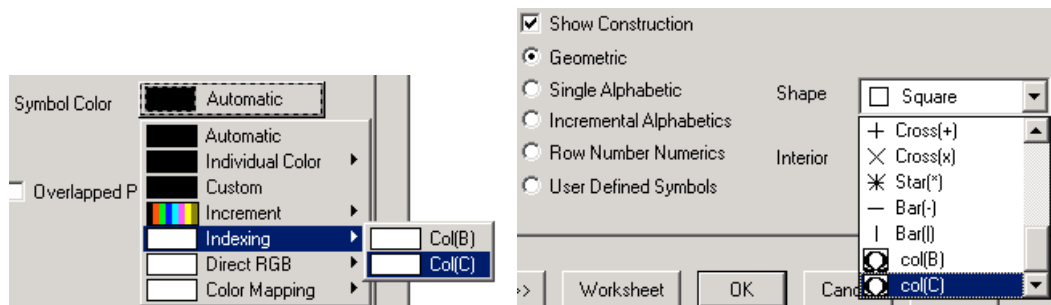 Symbol Color
Automatic
Automatic
Individual Color
Custom
Overlapped P
Increment
Indexing
Col(B)
Direct RGB
Col(C)
Color Mapping
Show Construction
Geometric
Single Alphabetic
Shape
Square
Incremental Alphabetics
Cross(+)
Row Number Numerics
Interior
Cross(x)
User Defined Symbols
Star(*)
Bar(-)
Bar(|)
col(B)
col(C)
>>
Worksheet
OK
Canc